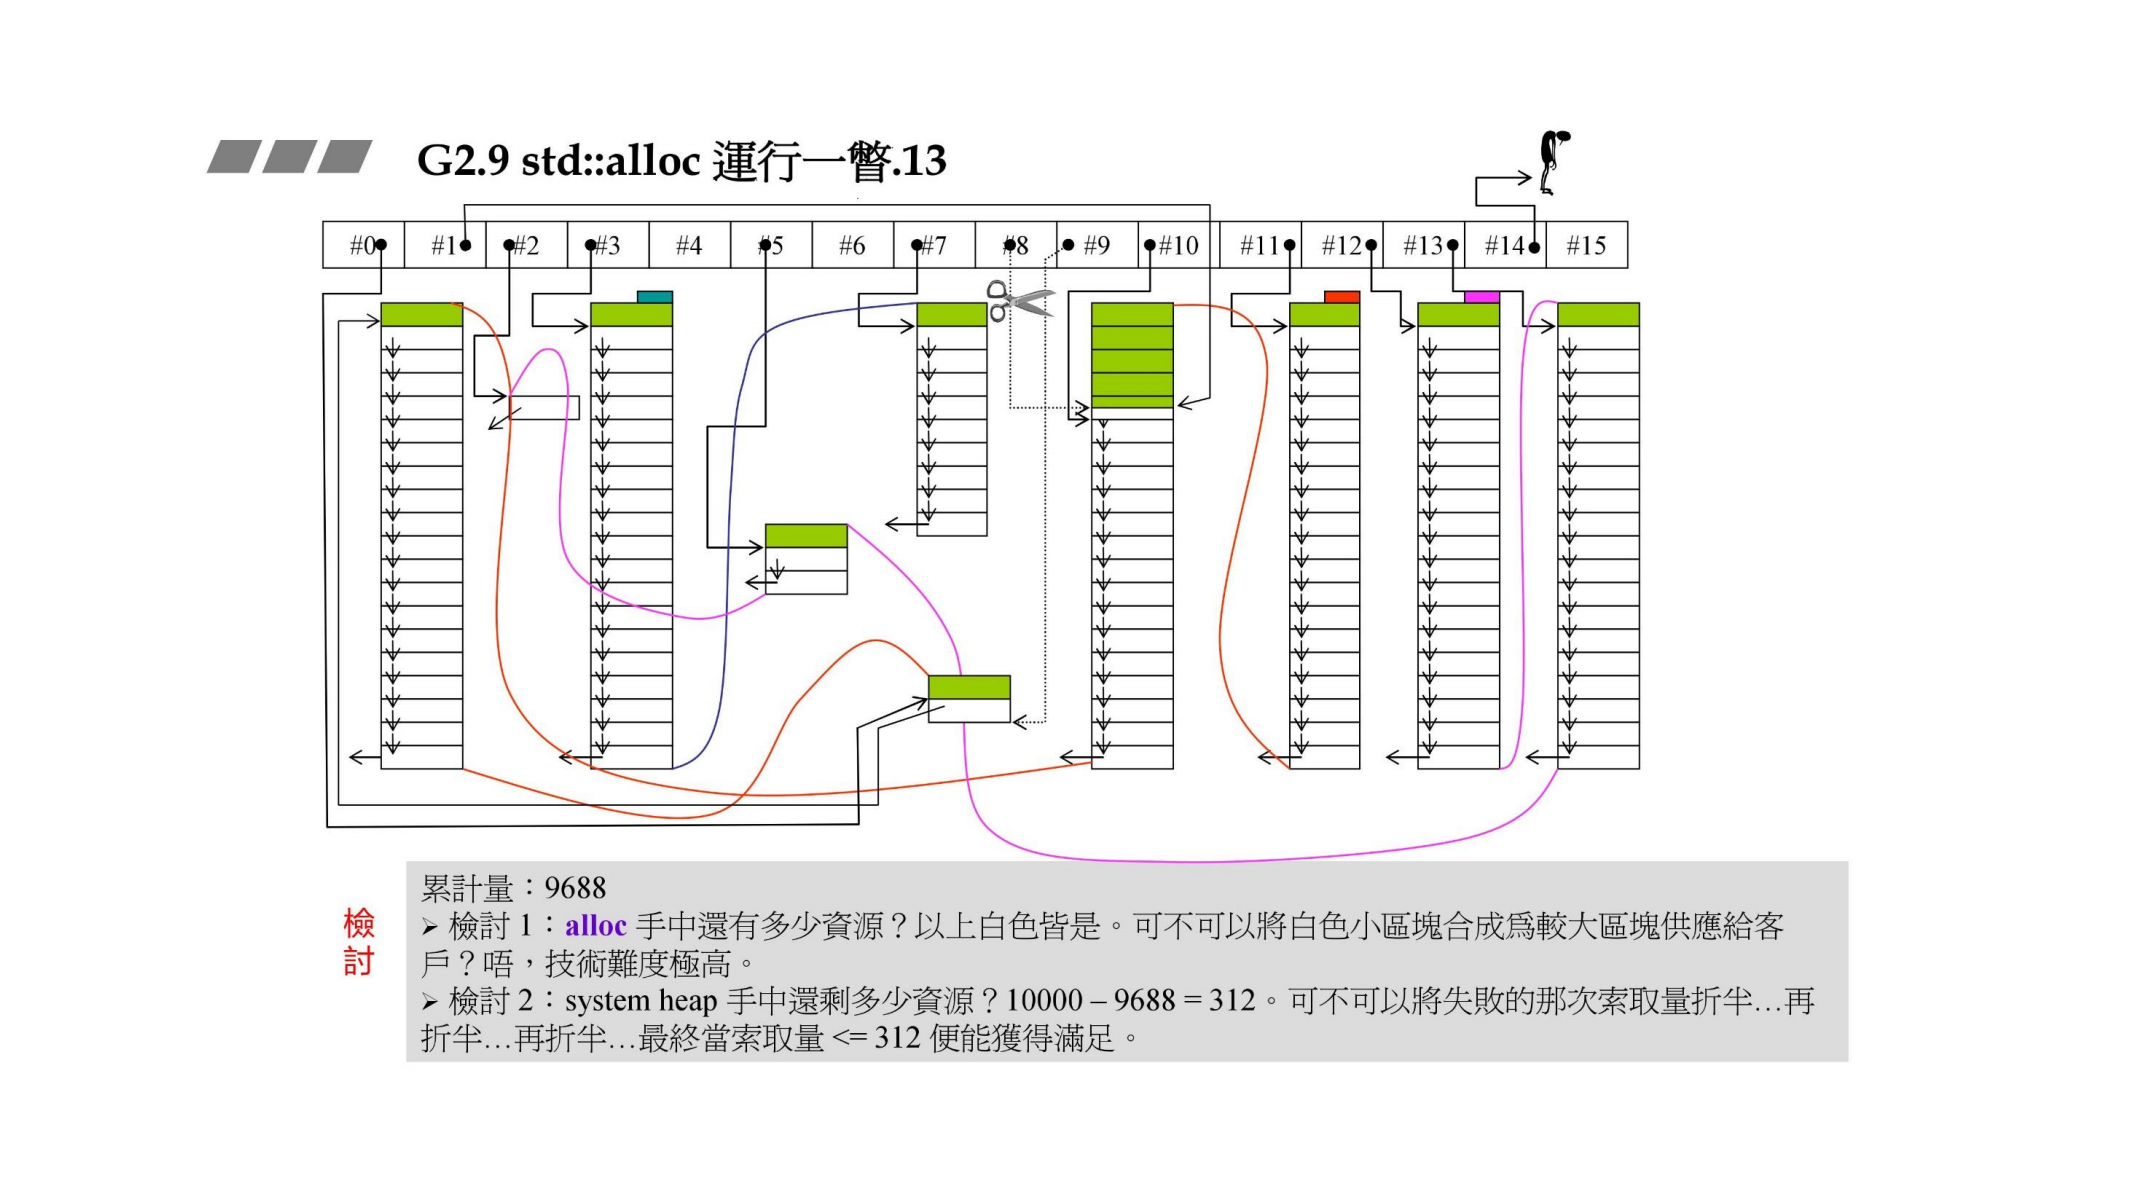 G2.9 std::alloc 運行一瞥.13
#0 #1 #2 #3 #4 #5 #6 #7 #8 #9 #10 #11 #12 #13 #14 #15
檢討
累計量：9688
➢ 檢討 1：alloc 手中還有多少資源？以上白色皆是。可不可以將白色小區塊合成為較大區塊供應給客
戶？唔，技術難度極高。
➢ 檢討 2：system heap 手中還剩多少資源？10000 – 9688 = 312。可不可以將失敗的那次索取量折半…再
折半…再折半…最終當索取量 <= 312 便能獲得滿足。